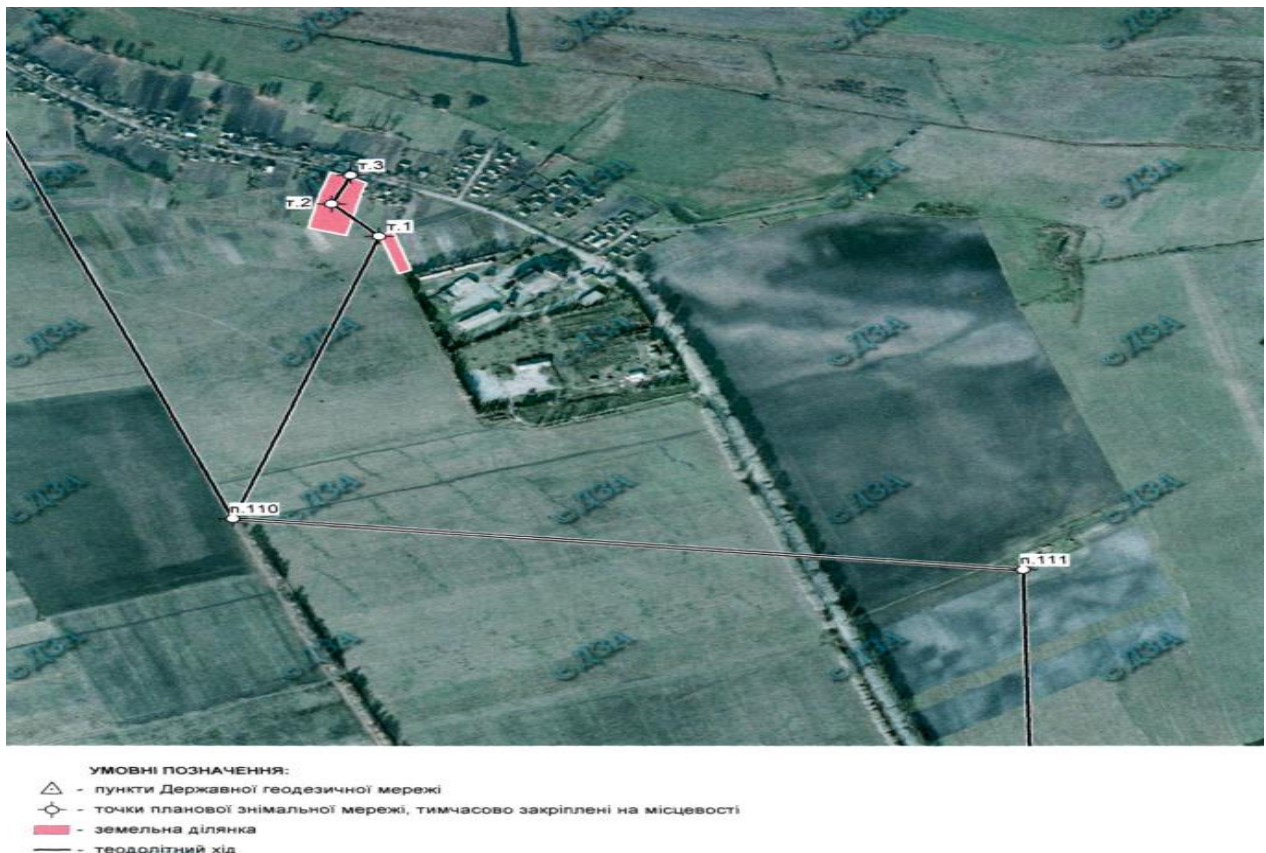 т.3
т.2
т.1
п.110
п.111
© ДЗА
УМОВНІ ПОЗНАЧЕННЯ:
- пункти Державної геодезичної мережі
- точки планової знімальної мережі, тимчасово закріплені на місцевості
- земельна ділянка
- теодолітний хід